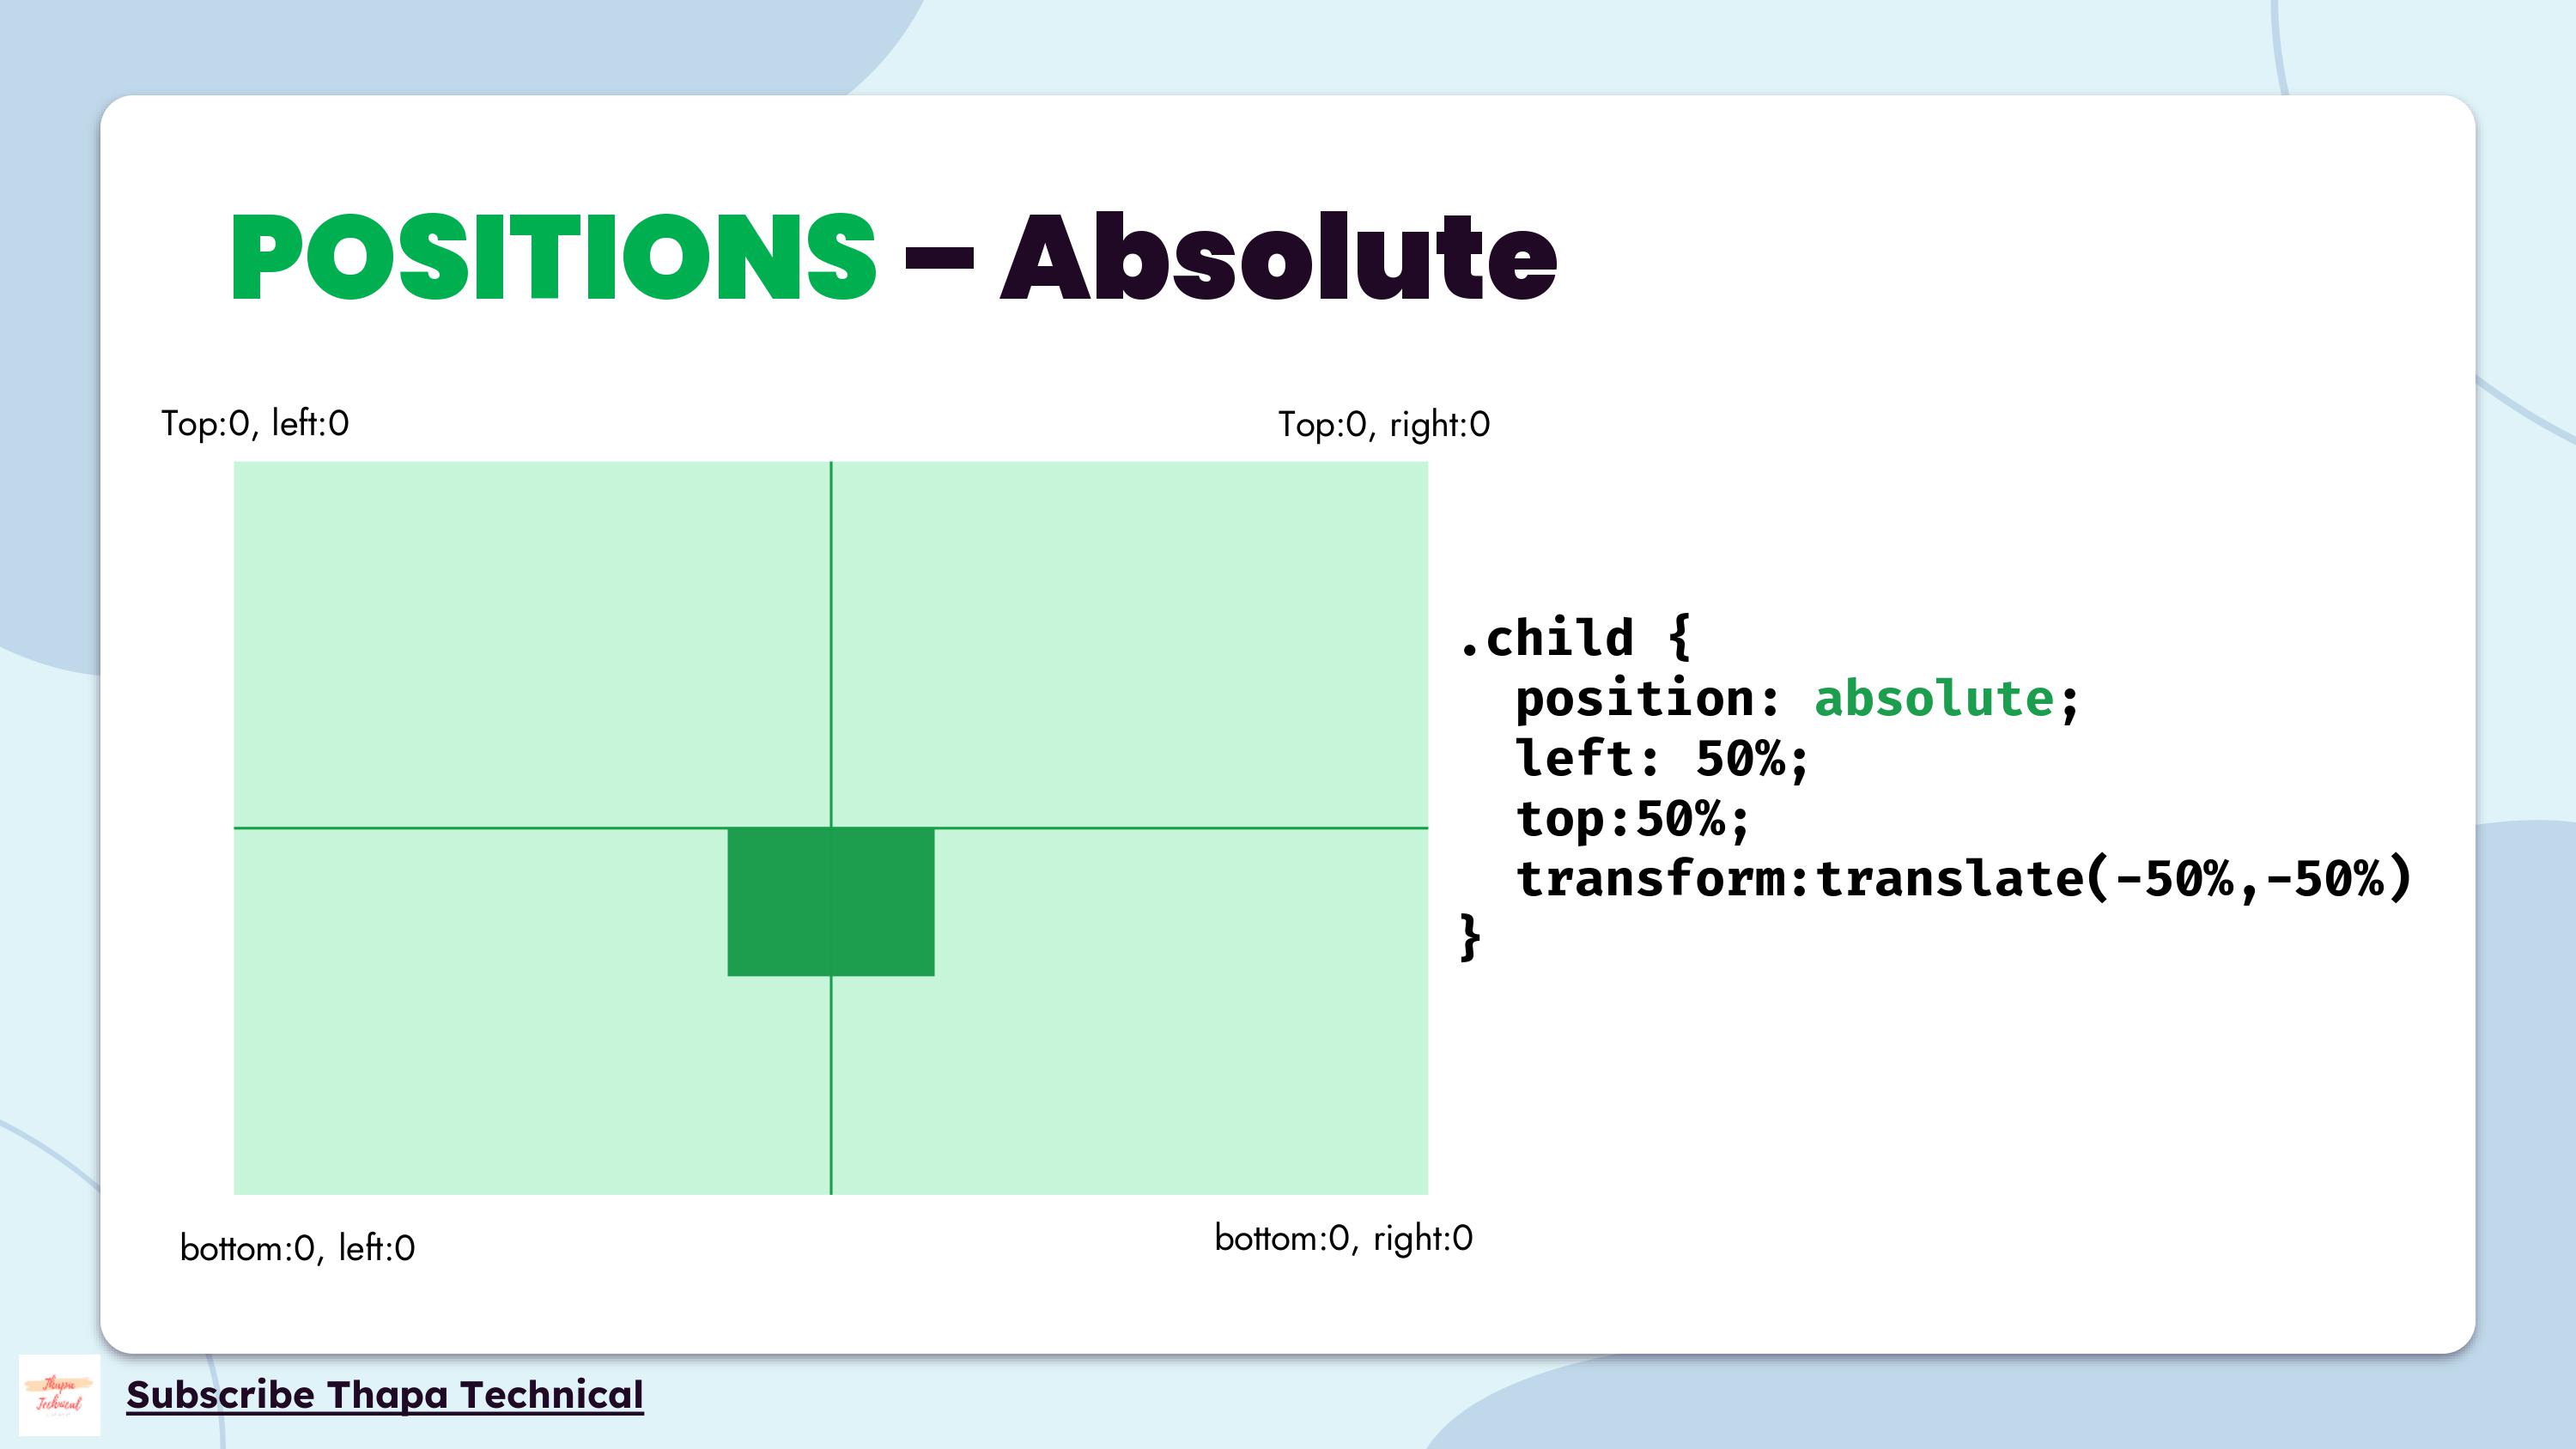 POSITIONS – Absolute
Top:0, left:0
Top:0, right:0
.child {
  position: absolute;
  left: 50%;
  top:50%;
  transform:translate(-50%,-50%)
}
bottom:0, left:0
bottom:0, right:0
Thapa
Technical
Subscribe Thapa Technical